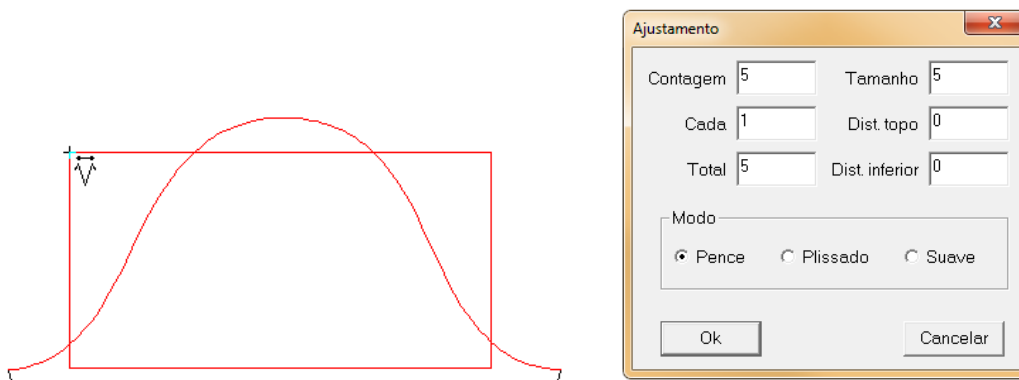 Ajustamento
Contagem 5 Tamanho 5
Cada 1 Dist. topo 0
Total 5 Dist. inferior 0
Modo
Pence Plissado Suave
Ok Cancelar